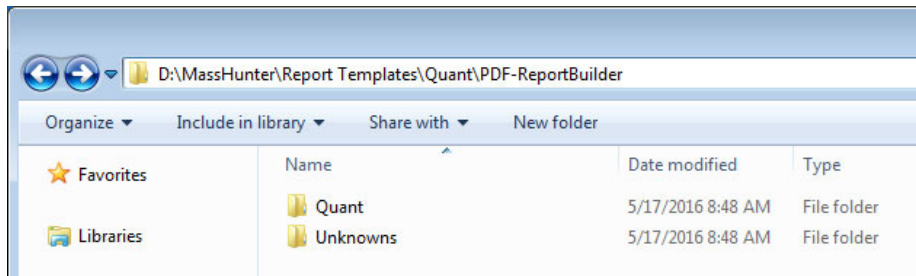 D:\MassHunter\Report Templates\Quant\PDF-ReportBuilder
Organize Include in library Share with New folder
Favorites
Libraries
Name Date modified Type
Quant 5/17/2016 8:48 AM File folder
Unknowns 5/17/2016 8:48 AM File folder